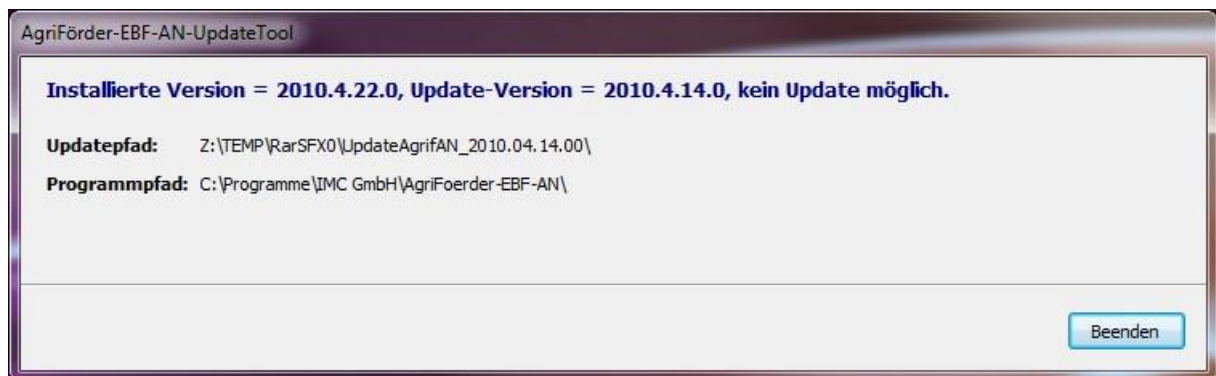 AgriFörder-EBF-AN-UpdateTool
Installierte Version = 2010.4.22.0, Update-Version = 2010.4.14.0, kein Update möglich.
Updatepfad: Z:\TEMP\RarSFX0\UpdateAgrifAN_2010.04.14.00\
Programmpfad: C:\Programme\IMC GmbH\AgriFoerder-EBF-AN\
Beenden